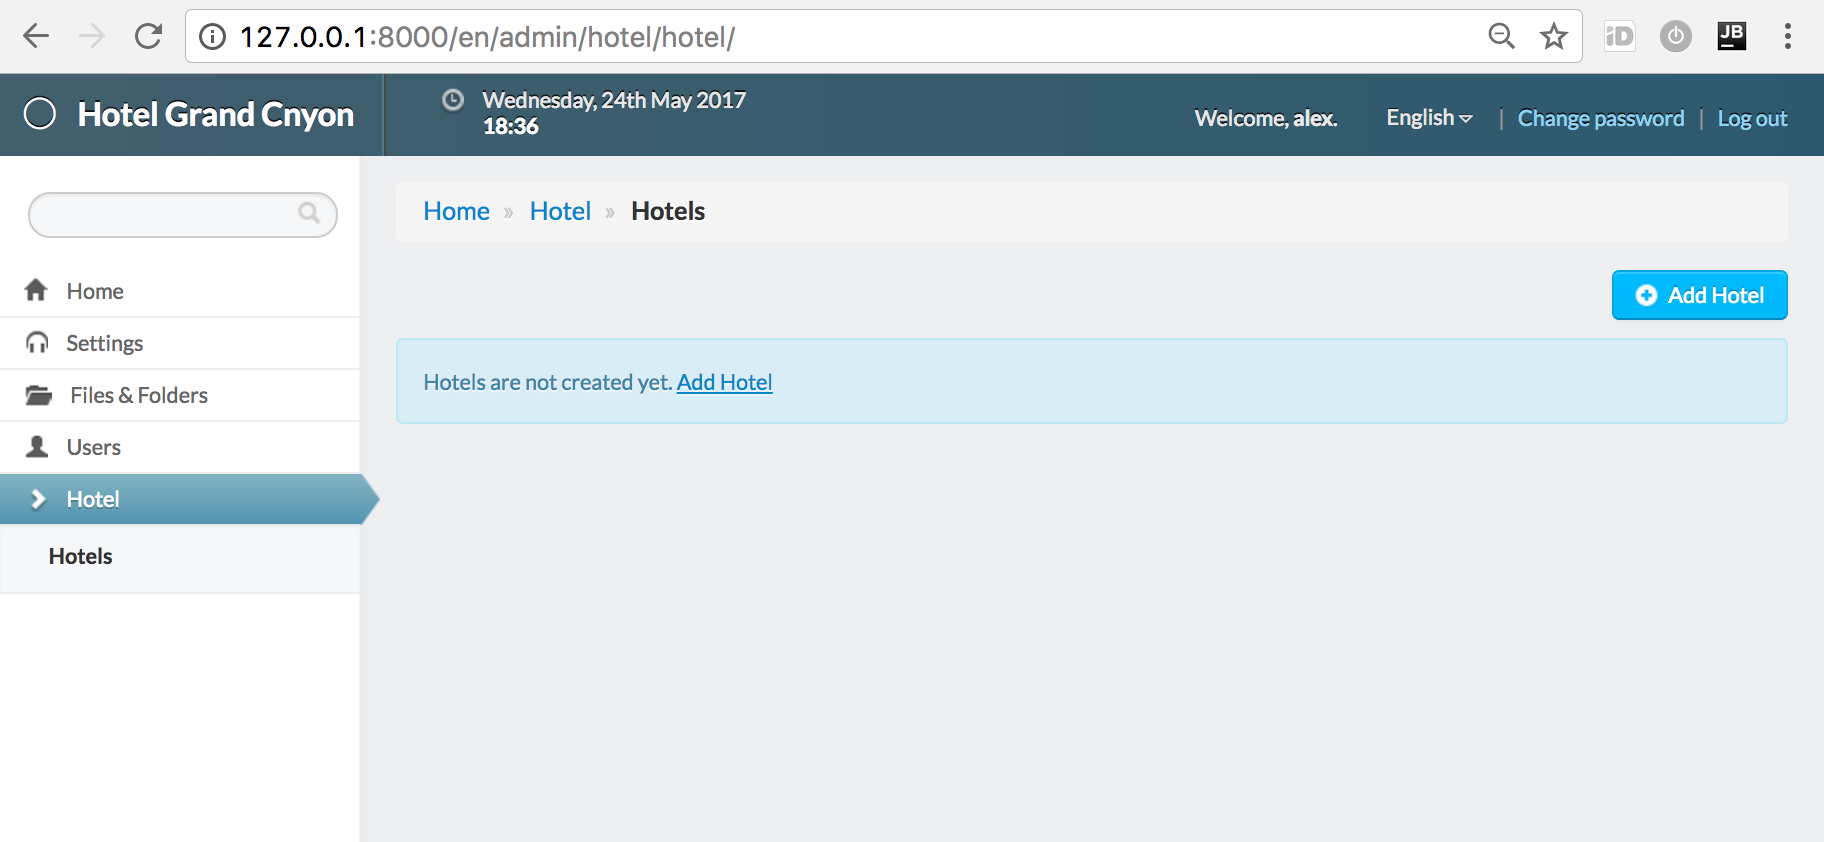 127.0.0.1:8000/en/admin/hotel/hotel/
iD
JB
Hotel Grand Cnyon
Wednesday, 24th May 2017
18:36
Welcome, alex.
English
| Change password | Log out
Home » Hotel » Hotels
Home
Settings
Files & Folders
Users
Hotel
Hotels
Add Hotel
Hotels are not created yet. Add Hotel